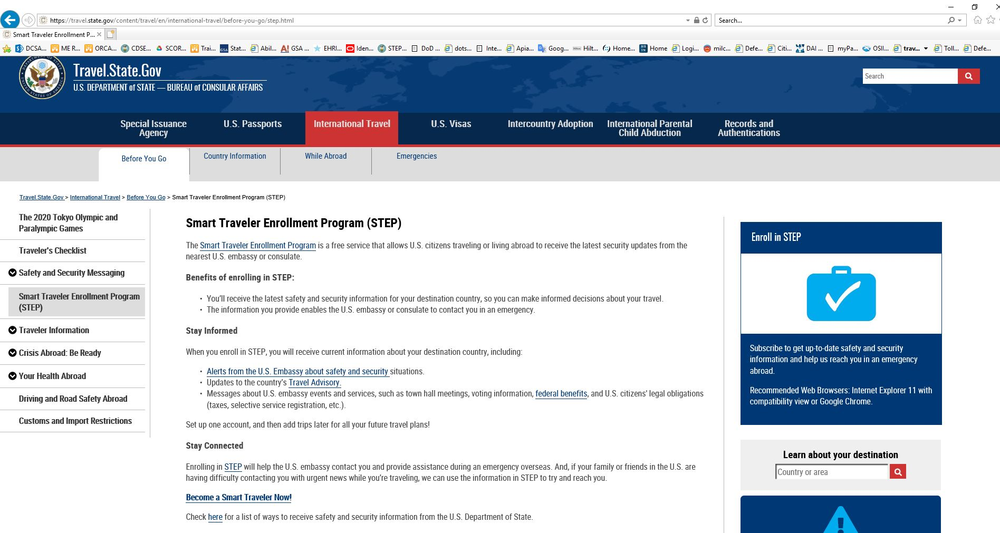 https://travel.state.gov/content/travel/en/international-travel/before-you-go/step.html
Search...
Smart Traveler Enrollment P...
DCSA... ME R... ORCA... CDSE... SCOR... Trai... GSA Stat... Abil... GSA ... EHRI... Iden... STEP... DoD ... dots... Inte... Apia... Goog... Hilt... Home... Home Logi... milc... Defe... Citi... DAI ... myPa... OSII... trav... Toll... Defe...
Travel.State.Gov
U.S. DEPARTMENT of STATE — BUREAU of CONSULAR AFFAIRS
Search
Special Issuance
Agency
U.S. Passports
International Travel
U.S. Visas
Intercountry Adoption
International Parental
Child Abduction
Records and
Authentications
Before You Go
Country Information
While Abroad
Emergencies
Travel.State.Gov > International Travel > Before You Go > Smart Traveler Enrollment Program (STEP)
The 2020 Tokyo Olympic and
Paralympic Games
Traveler's Checklist
Safety and Security Messaging
Smart Traveler Enrollment Program
(STEP)
Traveler Information
Crisis Abroad: Be Ready
Your Health Abroad
Driving and Road Safety Abroad
Customs and Import Restrictions
Smart Traveler Enrollment Program (STEP)
The Smart Traveler Enrollment Program is a free service that allows U.S. citizens traveling or living abroad to receive the latest security updates from the
nearest U.S. embassy or consulate.
Benefits of enrolling in STEP:
• You’ll receive the latest safety and security information for your destination country, so you can make informed decisions about your travel.
• The information you provide enables the U.S. embassy or consulate to contact you in an emergency.
Stay Informed
When you enroll in STEP, you will receive current information about your destination country, including:
• Alerts from the U.S. Embassy about safety and security situations.
• Updates to the country’s Travel Advisory.
• Messages about U.S. embassy events and services, such as town hall meetings, voting information, federal benefits, and U.S. citizens' legal obligations
(taxes, selective service registration, etc.).
Set up one account, and then add trips later for all your future travel plans!
Stay Connected
Enrolling in STEP will help the U.S. embassy contact you and provide assistance during an emergency overseas. And, if your family or friends in the U.S. are
having difficulty contacting you with urgent news while you’re traveling, we can use the information in STEP to try and reach you.
Become a Smart Traveler Now!
Check here for a list of ways to receive safety and security information from the U.S. Department of State.
Enroll in STEP
Subscribe to get up-to-date safety and security
information and help us reach you in an emergency
abroad.
Recommended Web Browsers: Internet Explorer 11 with
compatibility view or Google Chrome.
Learn about your destination
Country or area